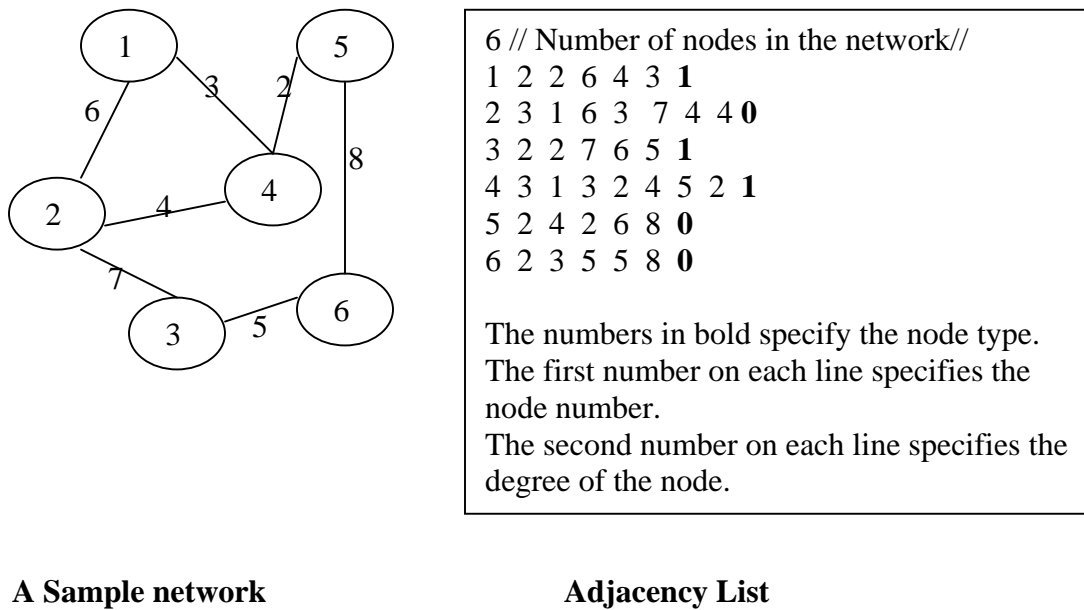 1
5
3
2
6
8
4
4
2
7
6
5
3
6 // Number of nodes in the network//
1 2 2 6 4 3 1
2 3 1 6 3 7 4 4 0
3 2 2 7 6 5 1
4 3 1 3 2 4 5 2 1
5 2 4 2 6 8 0
6 2 3 5 5 8 0
The numbers in bold specify the node type.
The first number on each line specifies the
node number.
The second number on each line specifies the
degree of the node.
A Sample network
Adjacency List